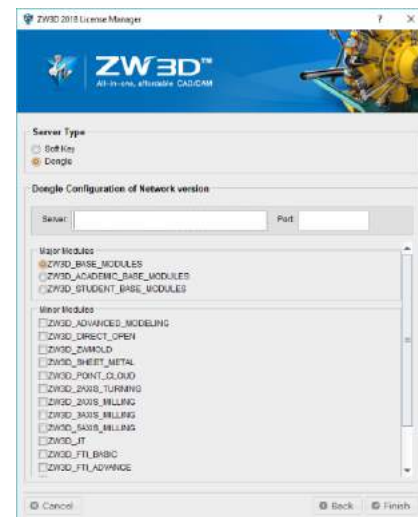 ZW3D 2018 License Manager
ZW3D™
All-in-one, affordable CAD/CAM
Server Type
Soft Key
Dongle
Dongle Configuration of Network version
Server: Port:
Major Modules
ZW3D_BASE_MODULES
ZW3D_ACADEMIC_BASE_MODULES
ZW3D_STUDENT_BASE_MODULES
Minor Modules
ZW3D_ADVANCED_MODELING
ZW3D_DIRECT_OPEN
ZW3D_ZWMOLD
ZW3D_SHEET_METAL
ZW3D_POINT_CLOUD
ZW3D_2AXIS_TURNING
ZW3D_2AXIS_MILLING
ZW3D_3AXIS_MILLING
ZW3D_5AXIS_MILLING
ZW3D_JT
ZW3D_FTI_BASIC
ZW3D_FTI_ADVANCE
Cancel Back Finish